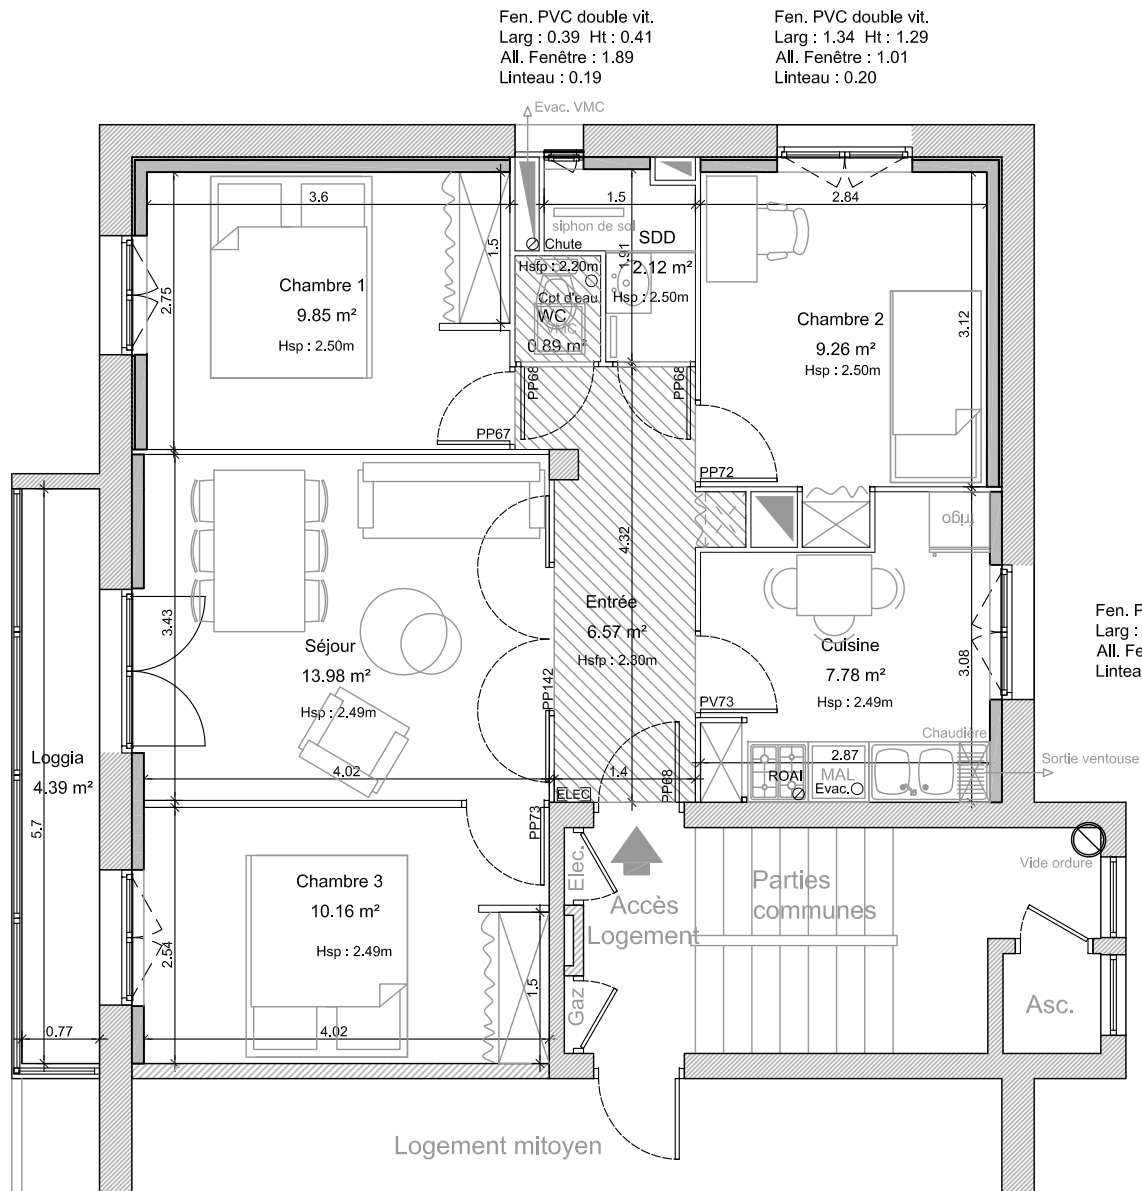 Fen. PVC double vit.
Larg : 0.39 Ht : 0.41
All. Fenêtre : 1.89
Linteau : 0.19
Fen. PVC double vit.
Larg : 1.34 Ht : 1.29
All. Fenêtre : 1.01
Linteau : 0.20
Evac. VMC
3.6
1.5
2.84
siphon de sol
SDD
1.5
Chute
1.91
Hsfp : 2.20m
2.12 m²
Hsp : 2.50m
Cpt d'eau
WC
VMC
0.89 m²
Chambre 1
9.85 m²
Hsp : 2.50m
2.75
Chambre 2
9.26 m²
Hsp : 2.50m
3.12
PP68
PP68
PP67
PP72
frigo
4.32
Entrée
6.57 m²
Hsfp : 2.30m
Séjour
13.98 m²
Hsp : 2.49m
3.43
PP142
Cuisine
7.78 m²
Hsp : 2.49m
3.08
PV73
Fen. P
Larg :
All. Fe
Linteau
Chaudière
Sortie ventouse
Loggia
4.39 m²
5.7
4.02
1.4
2.87
ROAI
MAL
Evac.
ELEC
PP68
PP73
Chambre 3
10.16 m²
Hsp : 2.49m
2.54
1.5
0.77
4.02
Elec.
Gaz
Accès
Logement
Parties
communes
Vide ordure
Asc.
Logement mitoyen